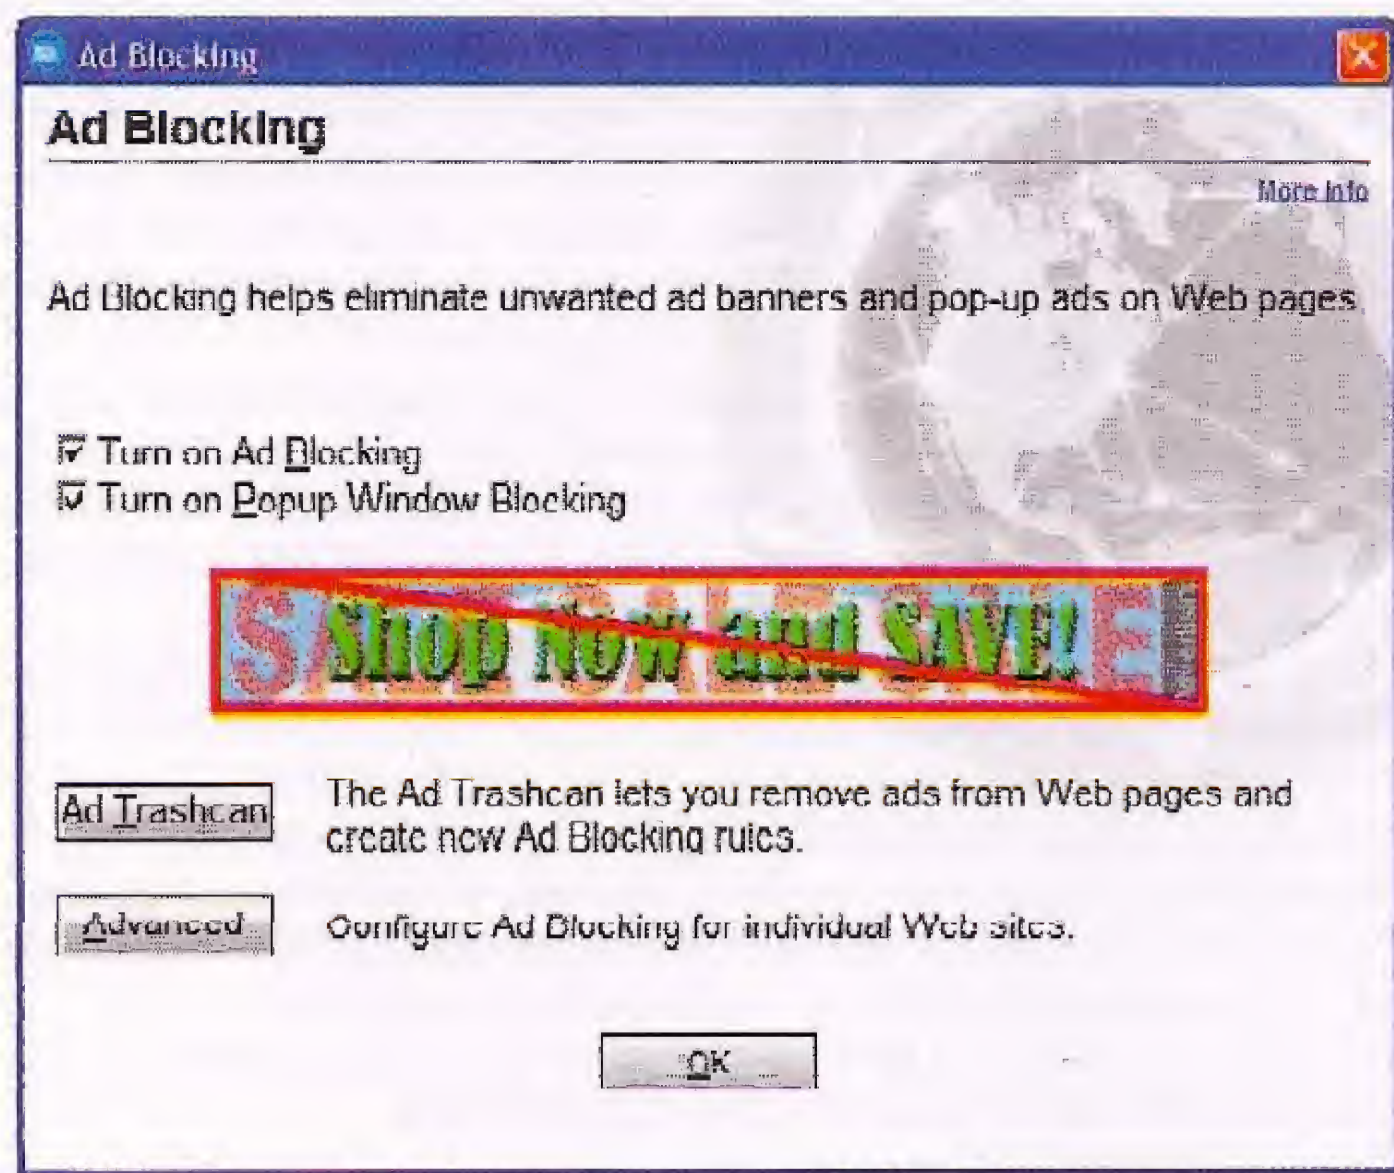 Ad Blocking
Ad Blocking
More Info
Ad Blocking helps eliminate unwanted ad banners and pop-up ads on Web pages.
Turn on Ad Blocking
Turn on Popup Window Blocking
SALE SALE SALE
Shop Now and SAVE!
Ad Trashcan
The Ad Trashcan lets you remove ads from Web pages and
create new Ad Blocking rules.
Advanced
Configure Ad Blocking for individual Web sites.
OK